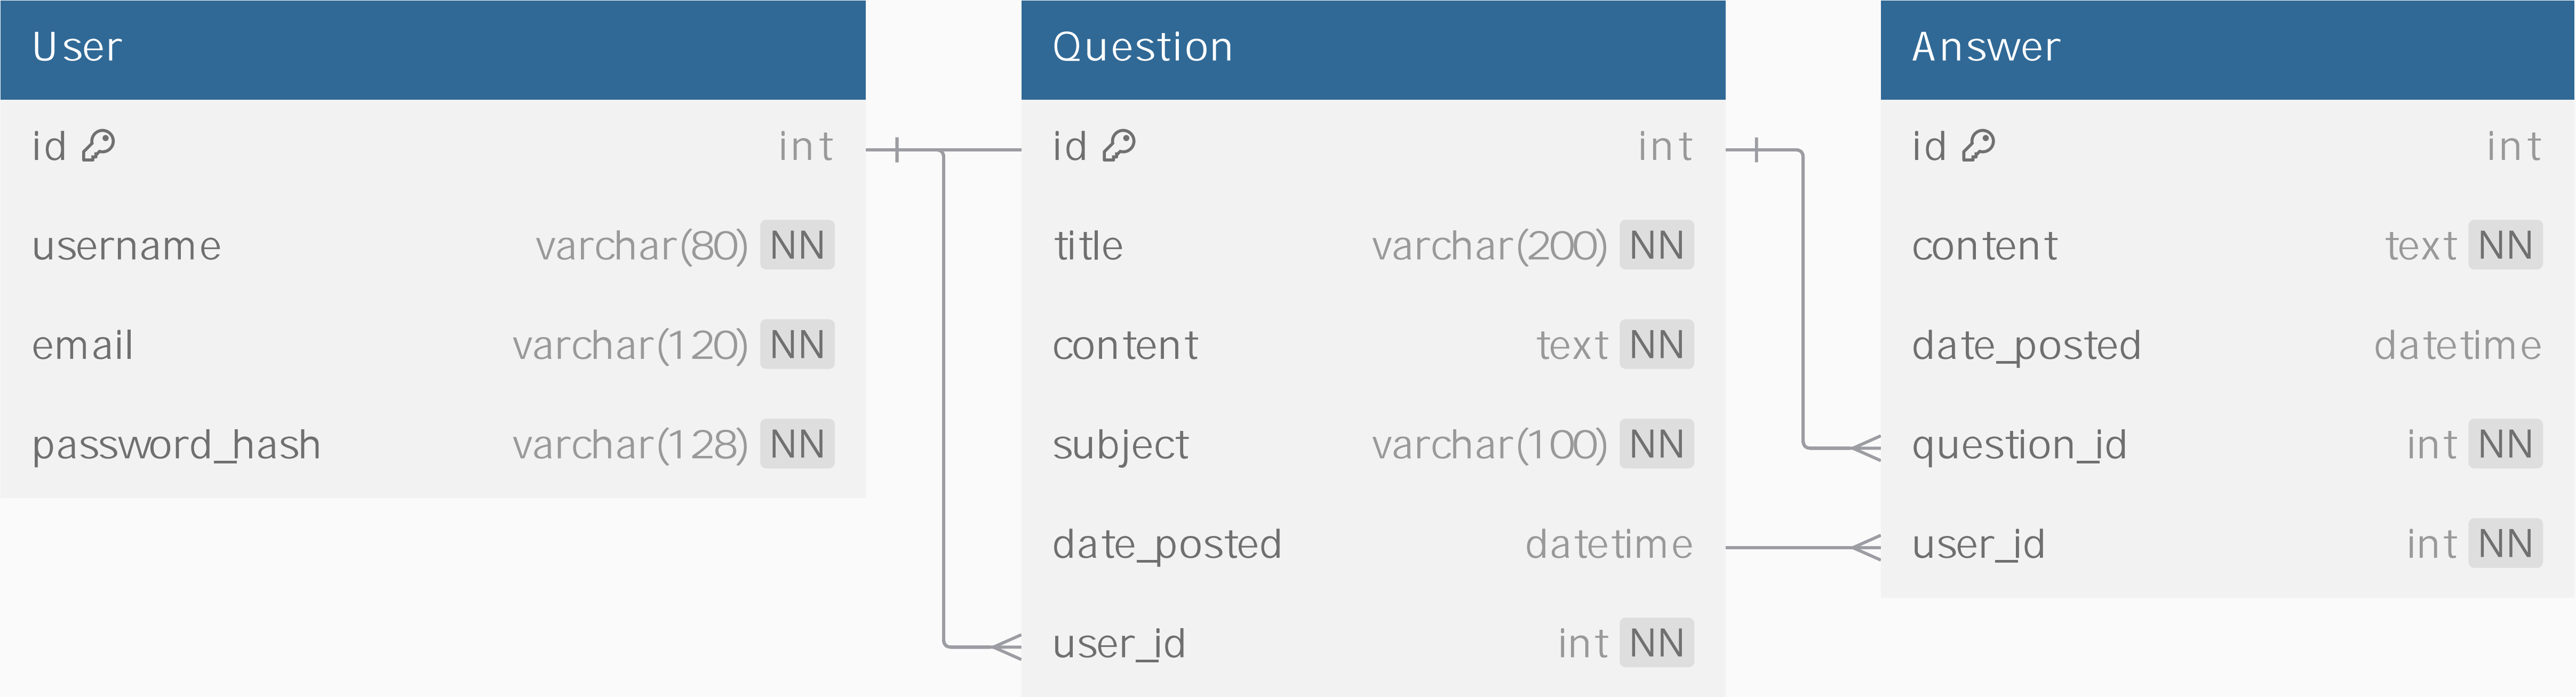 User
id int
username varchar(80) NN
email varchar(120) NN
password_hash varchar(128) NN
Question
id int
title varchar(200) NN
content text NN
subject varchar(100) NN
date_posted datetime
user_id int NN
Answer
id int
content text NN
date_posted datetime
question_id int NN
user_id int NN